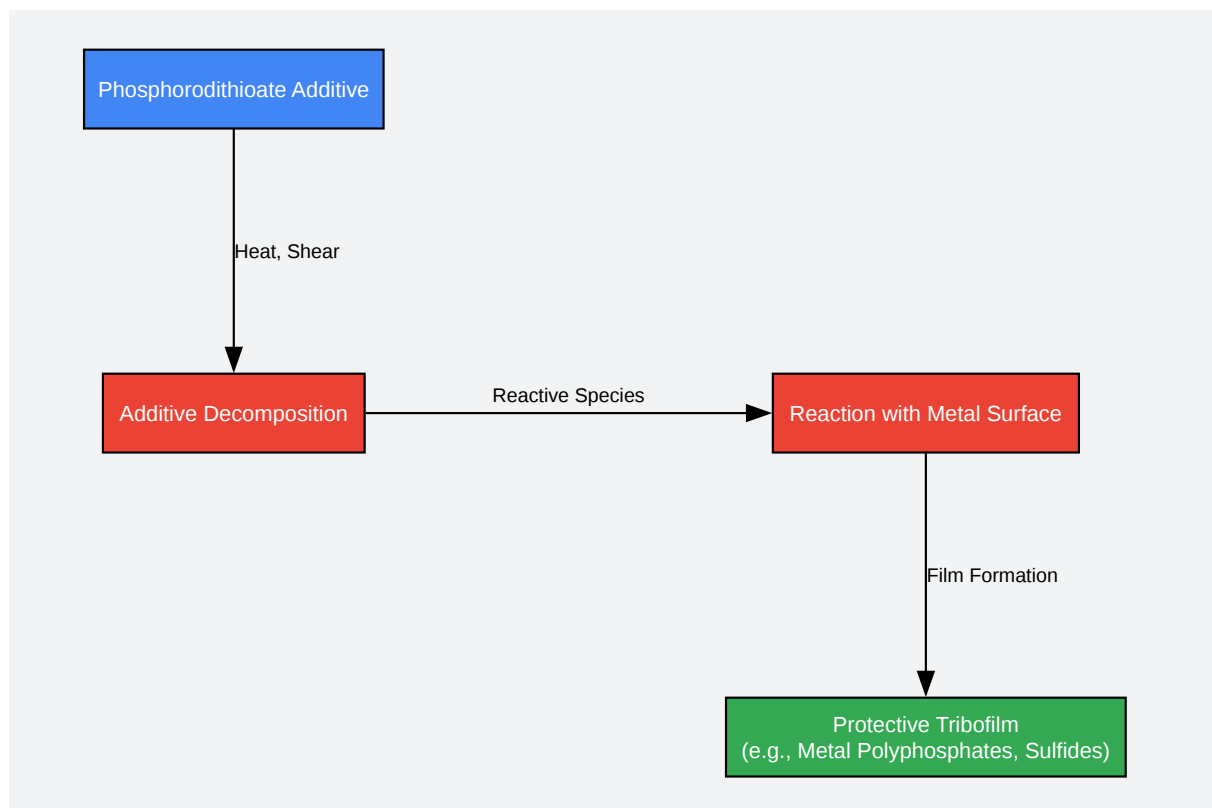 Phosphorodithioate Additive
Heat, Shear
Additive Decomposition
Reactive Species
Reaction with Metal Surface
Film Formation
Protective Tribofilm
(e.g., Metal Polyphosphates, Sulfides)